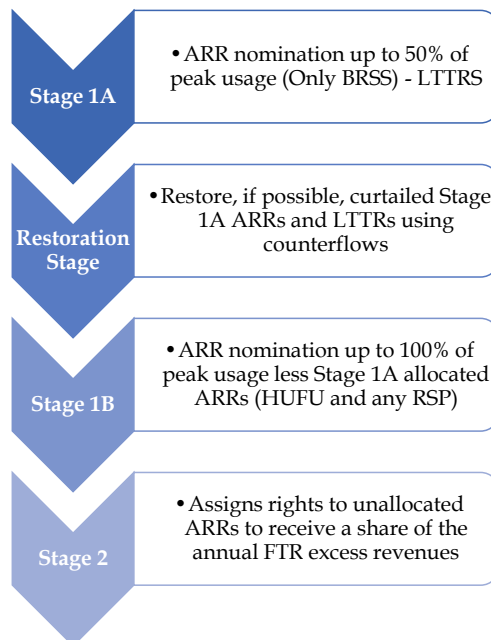 Stage 1A
• ARR nomination up to 50% of
peak usage (Only BRSS) - LTTRS
Restoration
Stage
• Restore, if possible, curtailed Stage
1A ARRs and LTTRs using
counterflows
Stage 1B
• ARR nomination up to 100% of
peak usage less Stage 1A allocated
ARRs (HUFU and any RSP)
Stage 2
• Assigns rights to unallocated
ARRs to receive a share of the
annual FTR excess revenues